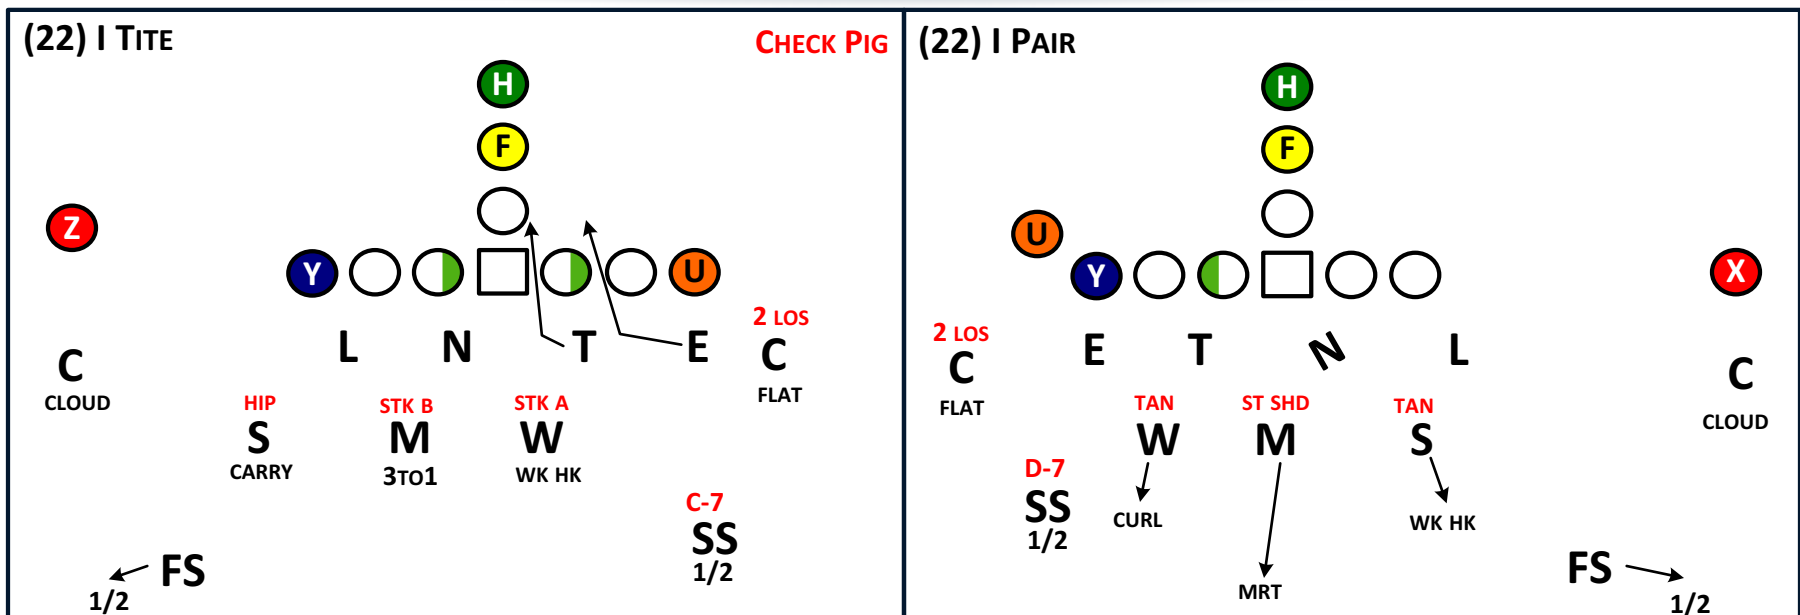 (22) I TITE
CHECK PIG
H
F
Z
Y
U
2 LOS
L N T E C
C
CLOUD
FLAT
HIP
STK B
STK A
S M W
CARRY
3TO1
WK HK
C-7
SS
1/2
FS
1/2
(22) I PAIR
H
F
U
Y
X
2 LOS
C E T N L C
FLAT
CLOUD
TAN
ST SHD
TAN
W M S
D-7
SS
1/2
CURL
WK HK
MRT
FS
1/2